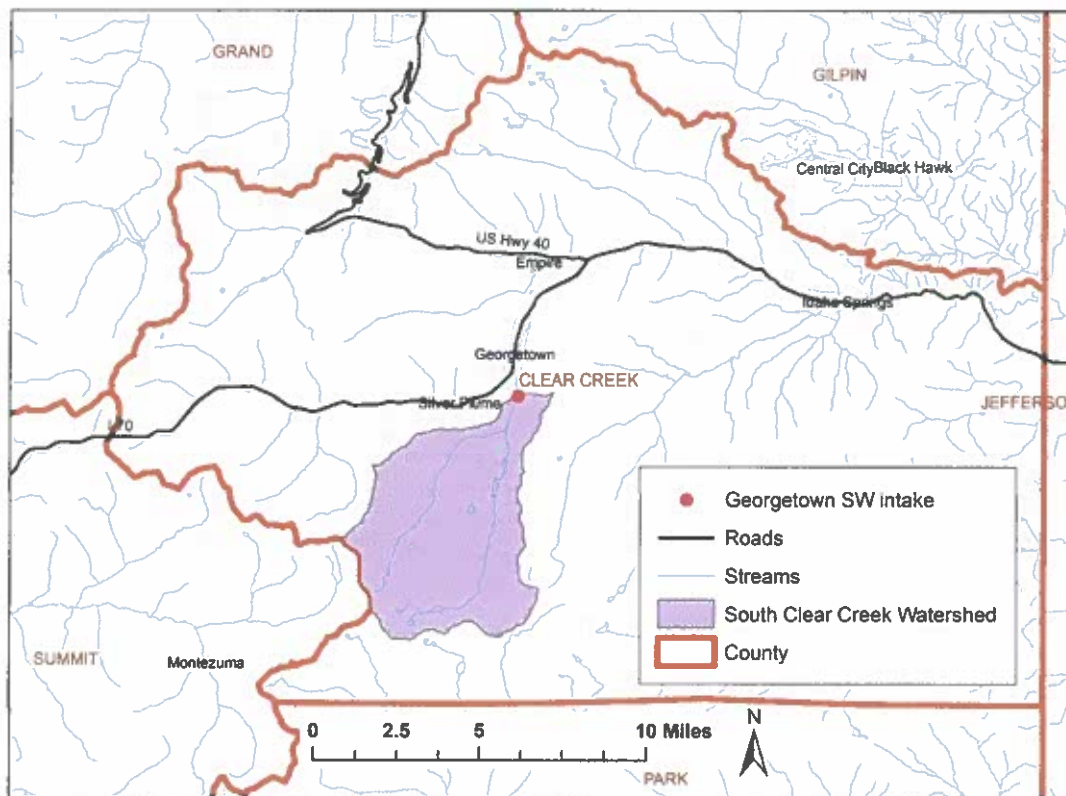 GRAND
GILPIN
Central City Black Hawk
US Hwy 40
Empire
Idaho Springs
Georgetown
CLEAR CREEK
Silver Plume
JEFFERSO
I-70
Georgetown SW intake
Roads
Streams
South Clear Creek Watershed
County
SUMMIT
Montezuma
0 2.5 5 10 Miles
N
PARK